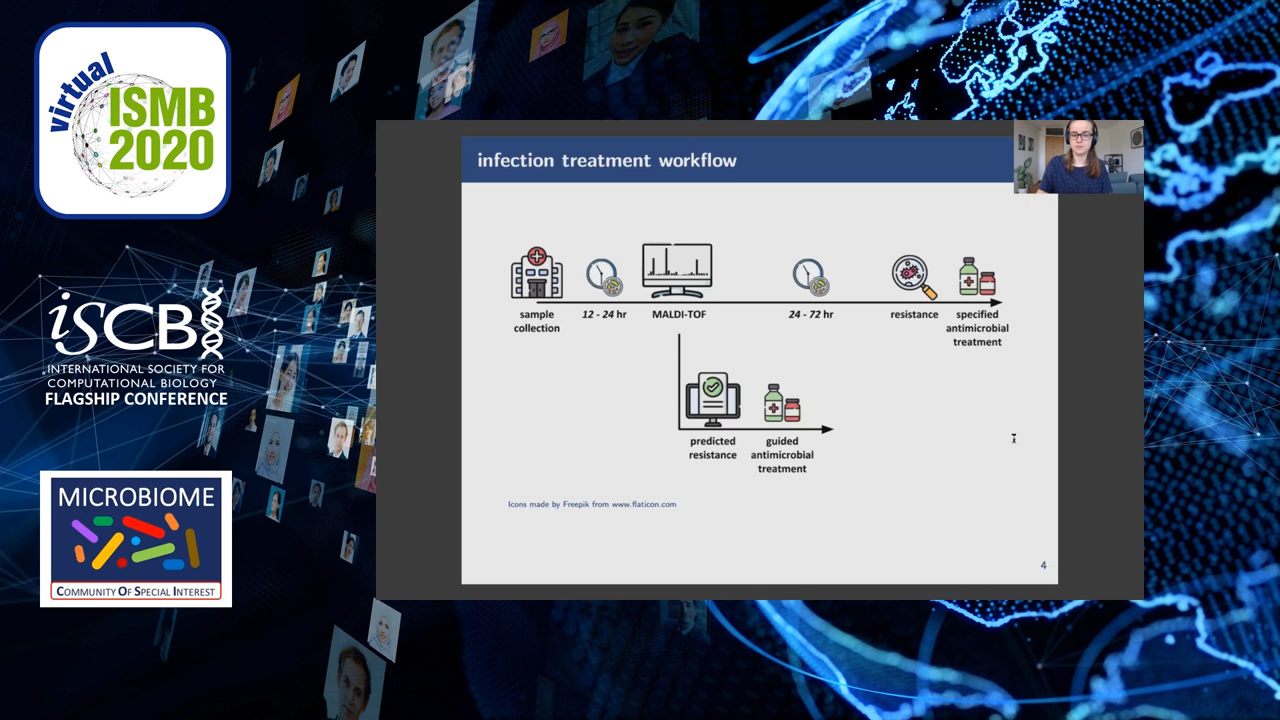 virtual
ISMB
2020
iSCB
INTERNATIONAL SOCIETY FOR
COMPUTATIONAL BIOLOGY
FLAGSHIP CONFERENCE
MICROBIOME
COMMUNITY OF SPECIAL INTEREST
infection treatment workflow
sample
collection
12 - 24 hr
MALDI-TOF
24 - 72 hr
resistance
specified
antimicrobial
treatment
predicted
resistance
guided
antimicrobial
treatment
Icons made by Freepik from www.flaticon.com
4